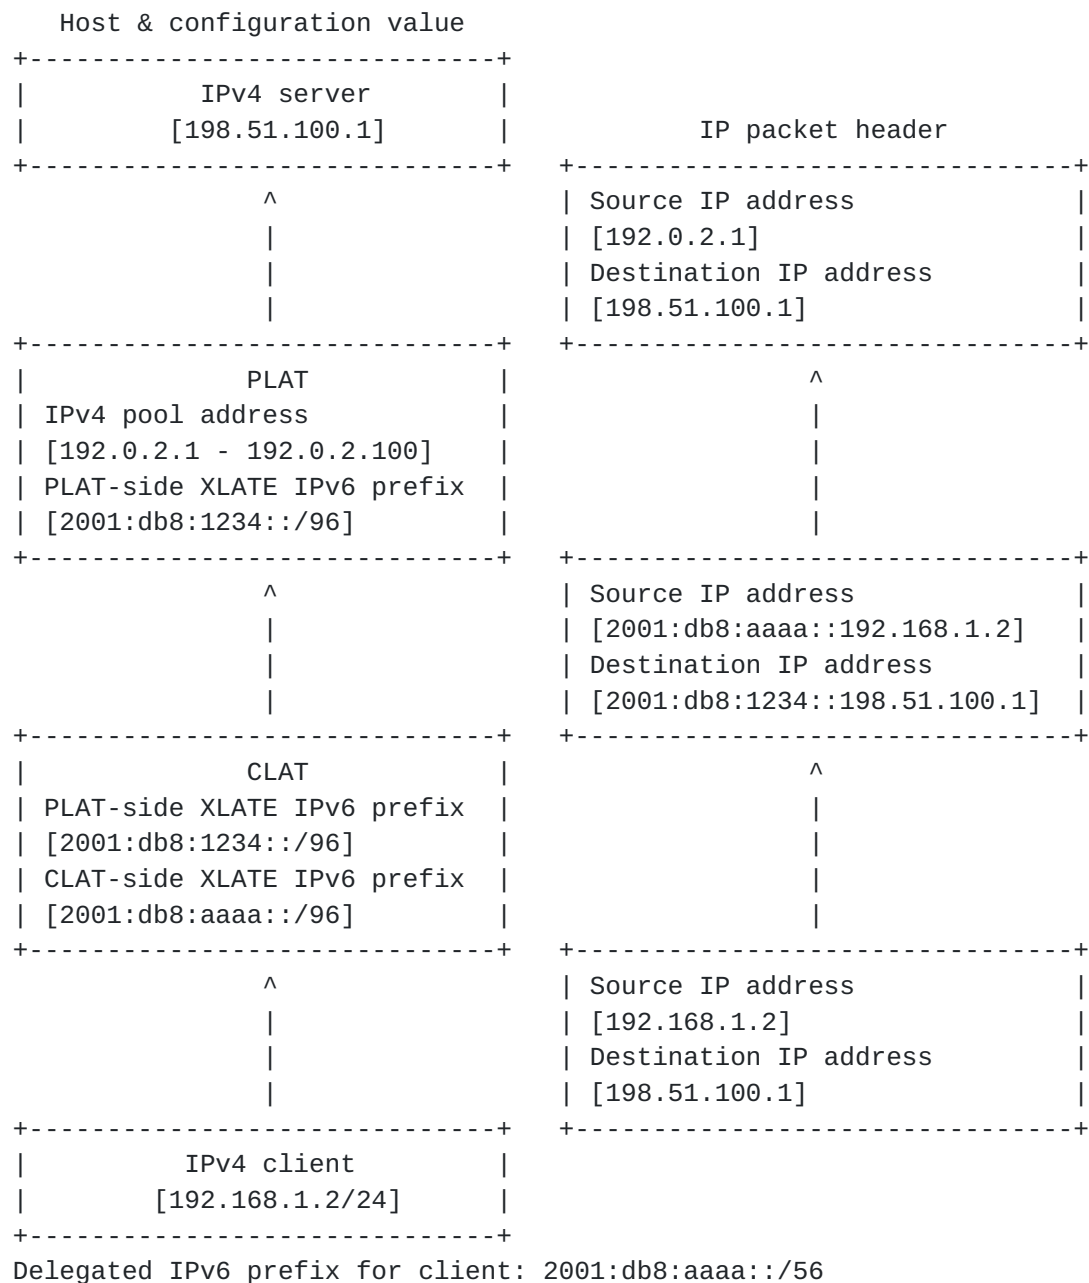 Host & configuration value
+------------------------------+
|           IPv4 server        |
|         [198.51.100.1]       |            IP packet header
+------------------------------+   +--------------------------------+
                ^                  | Source IP address              |
                |                  | [192.0.2.1]                    |
                |                  | Destination IP address         |
                |                  | [198.51.100.1]                 |
+------------------------------+   +--------------------------------+
|              PLAT            |                   ^
| IPv4 pool address            |                   |
| [192.0.2.1 - 192.0.2.100]    |                   |
| PLAT-side XLATE IPv6 prefix  |                   |
| [2001:db8:1234::/96]         |                   |
+------------------------------+   +--------------------------------+
                ^                  | Source IP address              |
                |                  | [2001:db8:aaaa::192.168.1.2]   |
                |                  | Destination IP address         |
                |                  | [2001:db8:1234::198.51.100.1]  |
+------------------------------+   +--------------------------------+
|              CLAT            |                   ^
| PLAT-side XLATE IPv6 prefix  |                   |
| [2001:db8:1234::/96]         |                   |
| CLAT-side XLATE IPv6 prefix  |                   |
| [2001:db8:aaaa::/96]         |                   |
+------------------------------+   +--------------------------------+
                ^                  | Source IP address              |
                |                  | [192.168.1.2]                  |
                |                  | Destination IP address         |
                |                  | [198.51.100.1]                 |
+------------------------------+   +--------------------------------+
|          IPv4 client         |
|        [192.168.1.2/24]      |
+------------------------------+
Delegated IPv6 prefix for client: 2001:db8:aaaa::/56